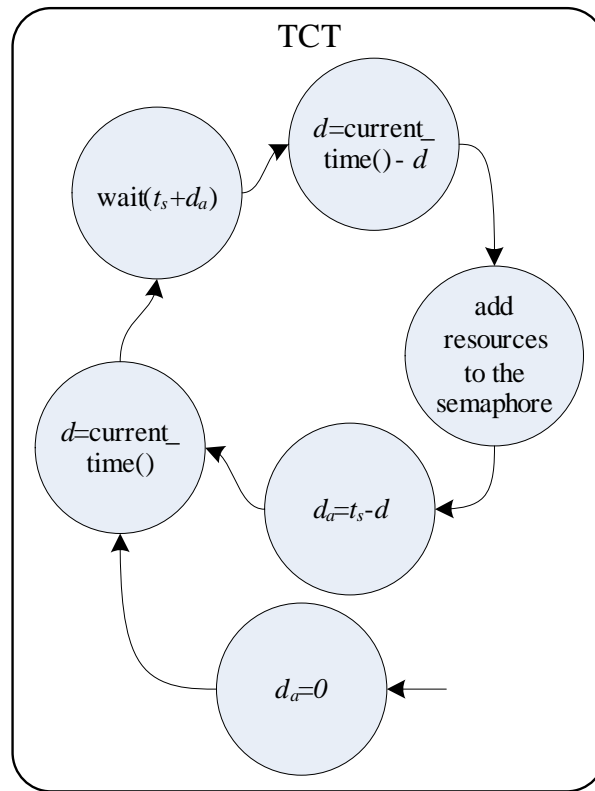 TCT
d=current_
time() - d
wait(ts+da)
add
resources
to the
semaphore
d=current_
time()
da=ts-d
da=0